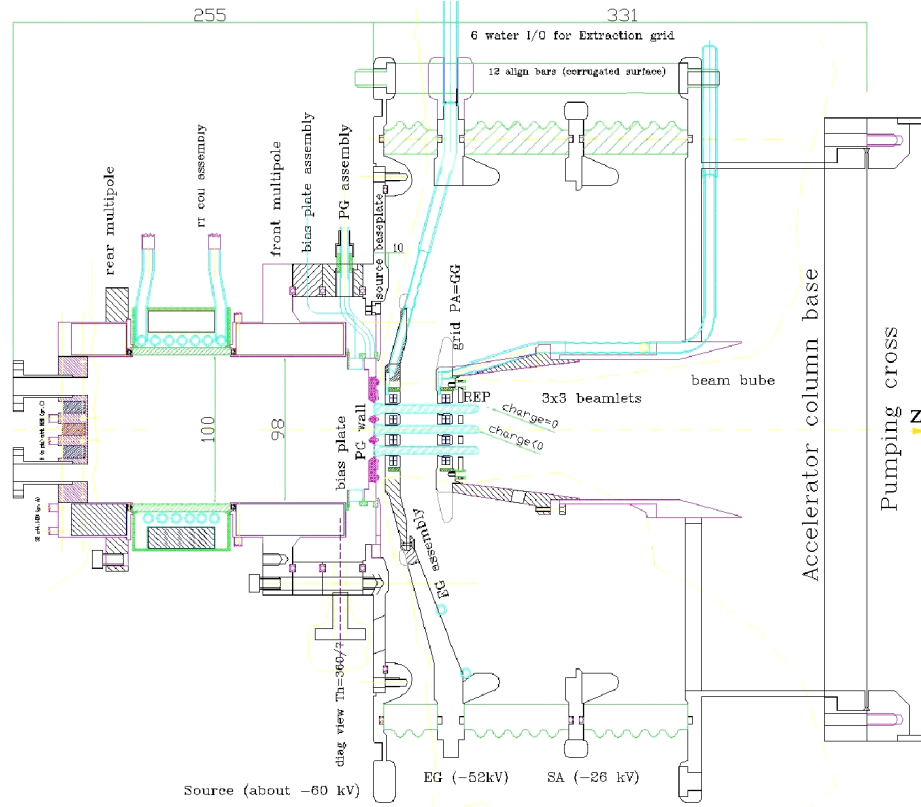 255
331
6 water I/O for Extraction grid
12 align bars (corrugated surface)
rear multipole
rf coil assembly
front multipole
bias plate assembly
PG assembly
source baseplate
10
grid PA=GG
beam bube
REP
3x3 beamlets
charge=0
charge<0
100
98
bias plate
PG wall
Z
Accelerator column base
Pumping cross
EG assembly
diag view Th=360/7
EG (-52kV)
SA (-26 kV)
Source (about -60 kV)